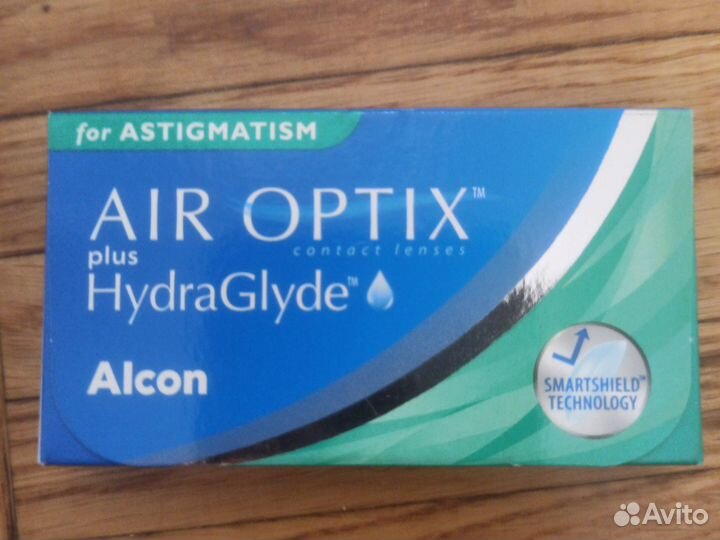 for ASTIGMATISM
AIR OPTIX™
contact lenses
plus
HydraGlyde™
Alcon
SMARTSHIELD™
TECHNOLOGY
Avito